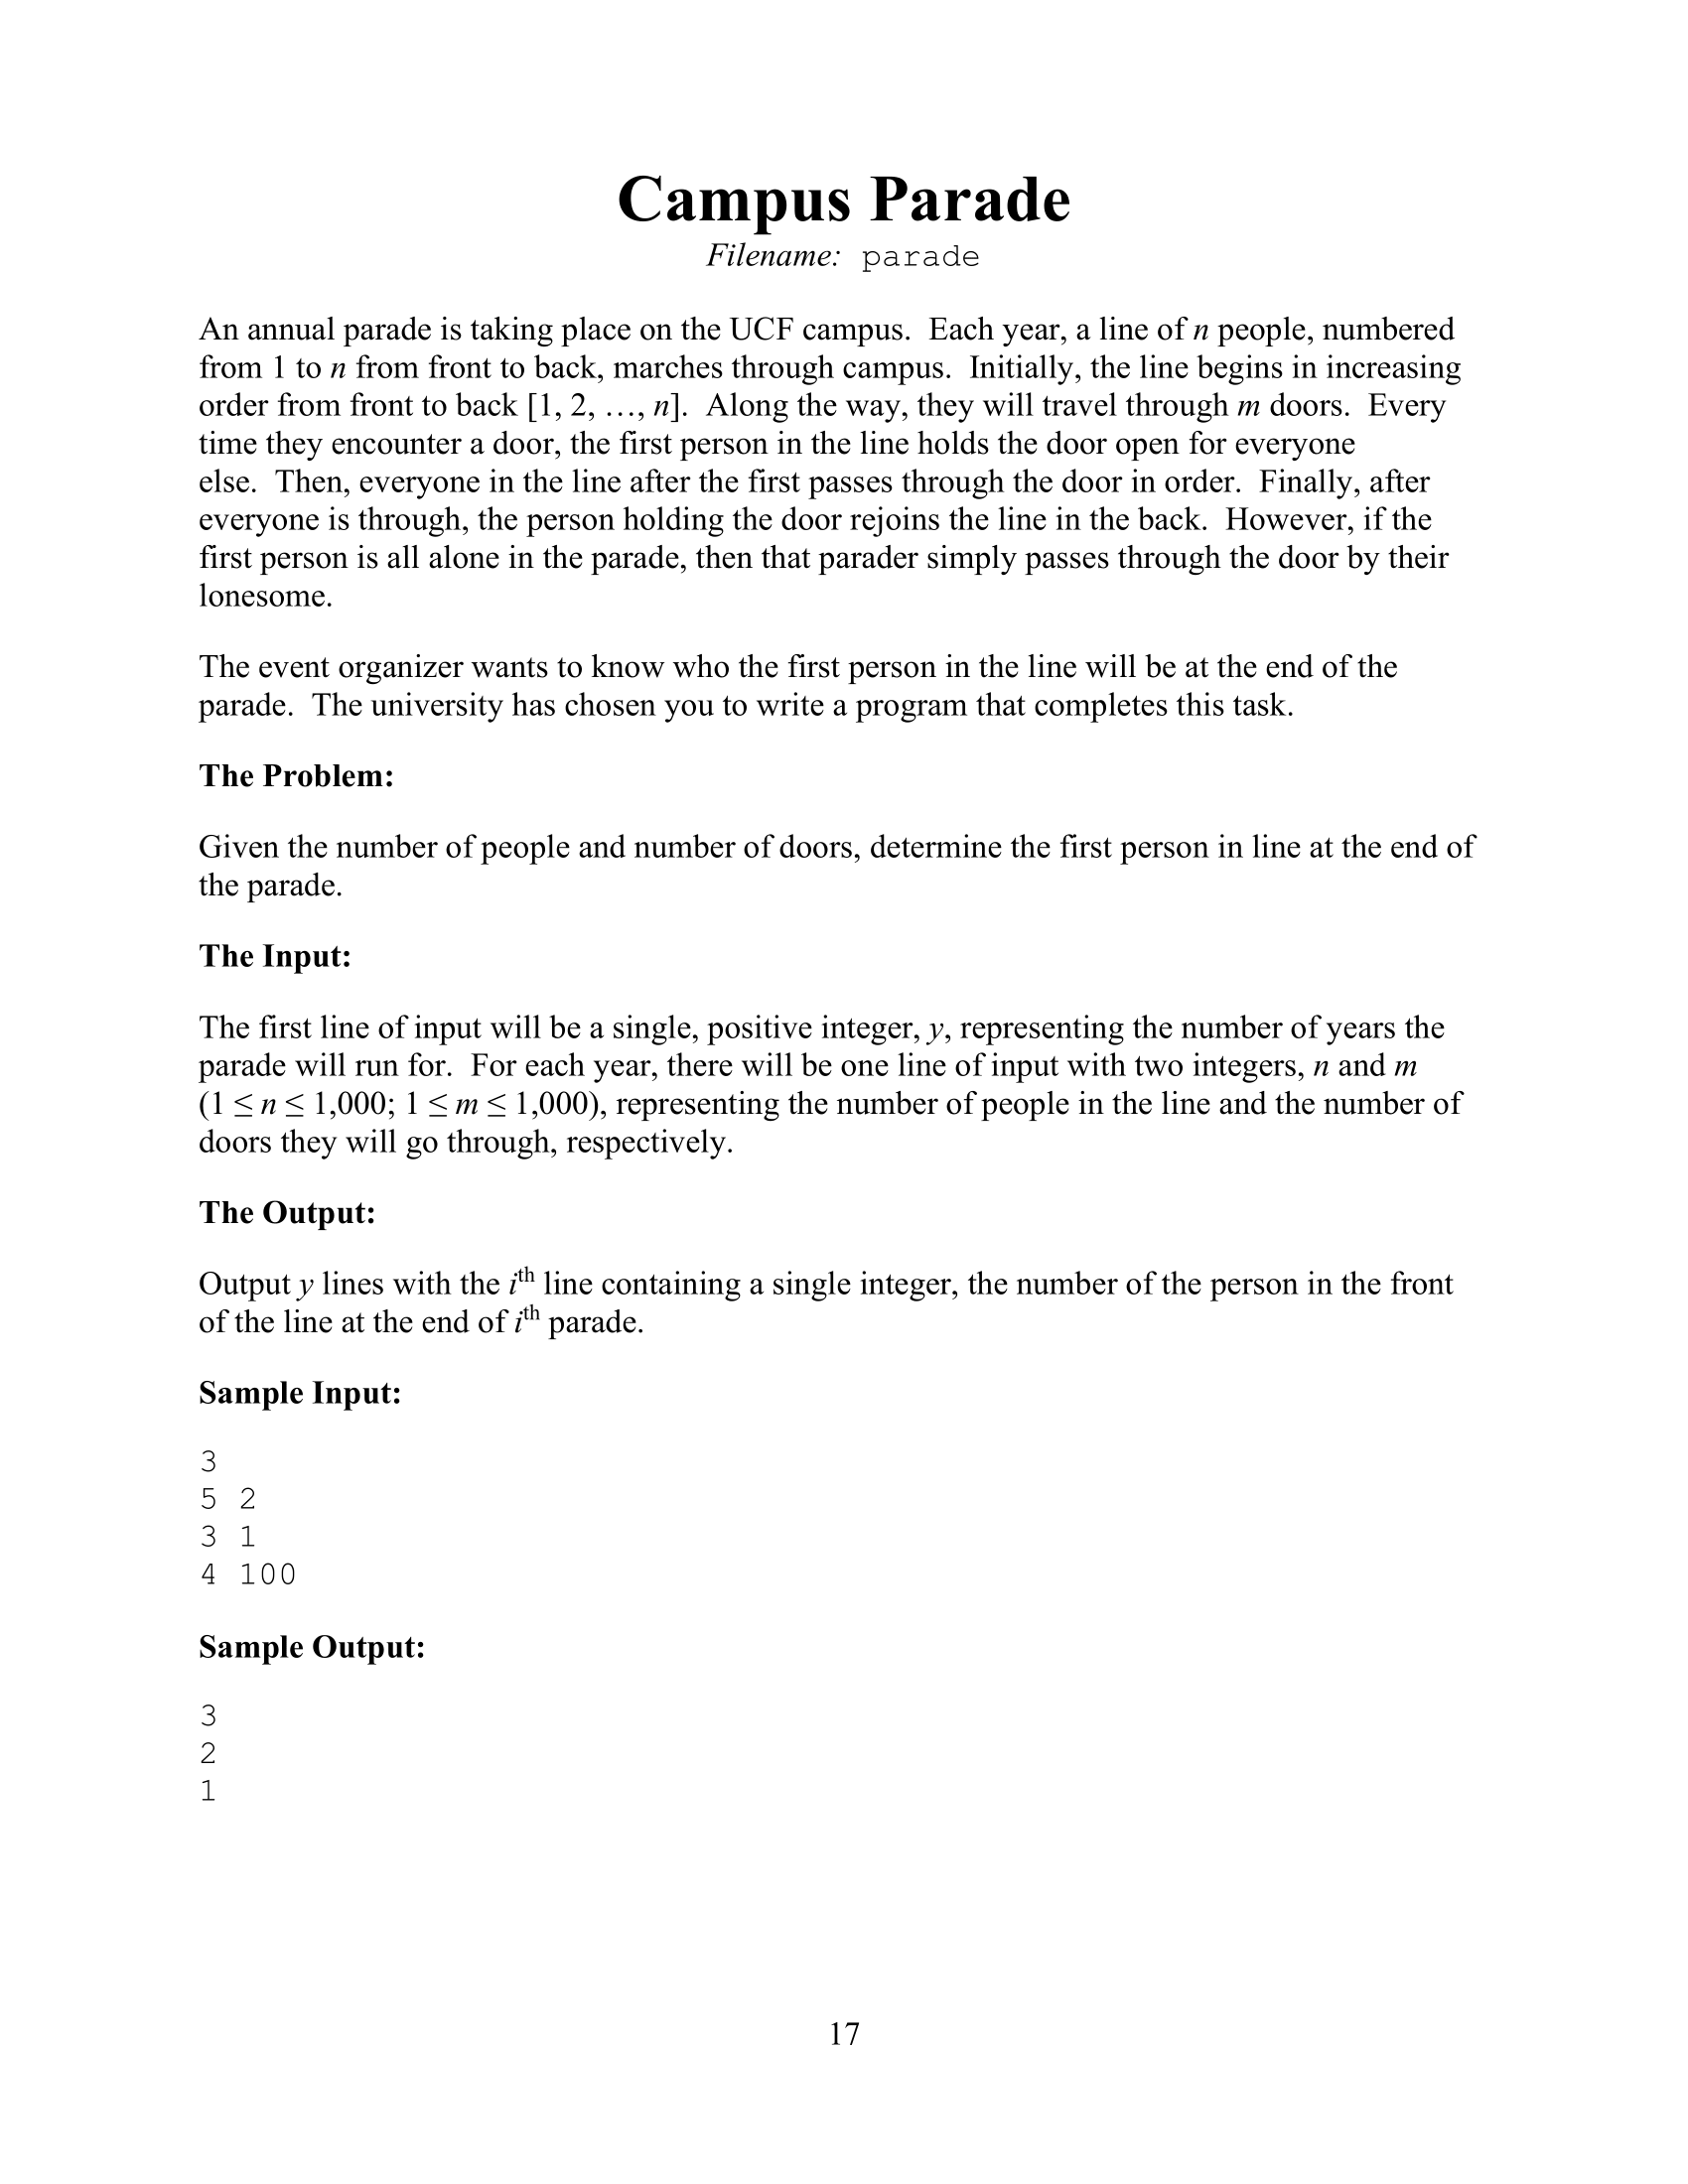 Campus Parade
Filename: parade
An annual parade is taking place on the UCF campus. Each year, a line of n people, numbered
from 1 to n from front to back, marches through campus. Initially, the line begins in increasing
order from front to back [1, 2, …, n]. Along the way, they will travel through m doors. Every
time they encounter a door, the first person in the line holds the door open for everyone
else. Then, everyone in the line after the first passes through the door in order. Finally, after
everyone is through, the person holding the door rejoins the line in the back. However, if the
first person is all alone in the parade, then that parader simply passes through the door by their
lonesome.
The event organizer wants to know who the first person in the line will be at the end of the
parade. The university has chosen you to write a program that completes this task.
The Problem:
Given the number of people and number of doors, determine the first person in line at the end of
the parade.
The Input:
The first line of input will be a single, positive integer, y, representing the number of years the
parade will run for. For each year, there will be one line of input with two integers, n and m
(1 ≤ n ≤ 1,000; 1 ≤ m ≤ 1,000), representing the number of people in the line and the number of
doors they will go through, respectively.
The Output:
Output y lines with the ith line containing a single integer, the number of the person in the front
of the line at the end of ith parade.
Sample Input:
3
5 2
3 1
4 100
Sample Output:
3
2
1
17